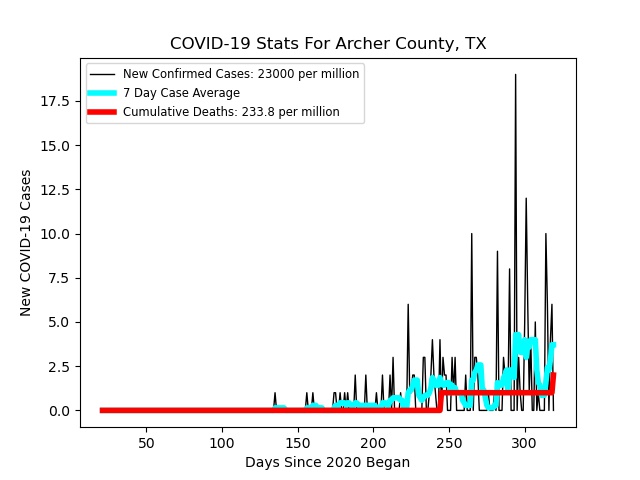 COVID-19 Stats For Archer County, TX
New Confirmed Cases: 23000 per million
7 Day Case Average
Cumulative Deaths: 233.8 per million
New COVID-19 Cases
17.5
15.0
12.5
10.0
7.5
5.0
2.5
0.0
50 100 150 200 250 300
Days Since 2020 Began